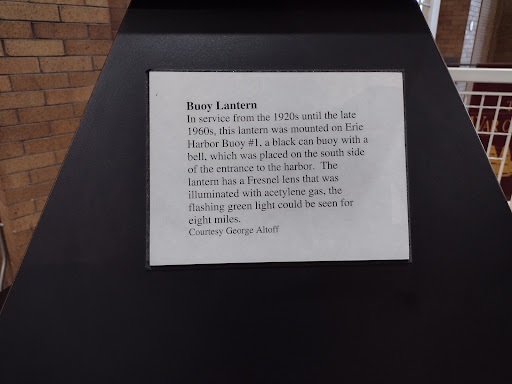 Buoy Lantern
In service from the 1920s until the late
1960s, this lantern was mounted on Erie
Harbor Buoy #1, a black can buoy with a
bell, which was placed on the south side
of the entrance to the harbor.  The
lantern has a Fresnel lens that was
illuminated with acetylene gas, the
flashing green light could be seen for
eight miles.
Courtesy George Altoff